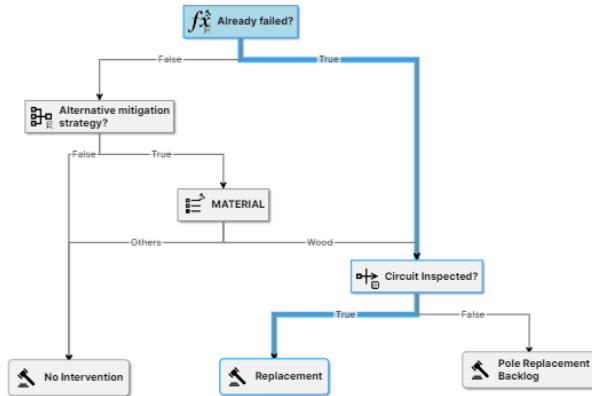 fx
Already failed?
False
True
Alternative mitigation
strategy?
False
True
MATERIAL
Others
Wood
Circuit Inspected?
True
False
No Intervention
Replacement
Pole Replacement
Backlog